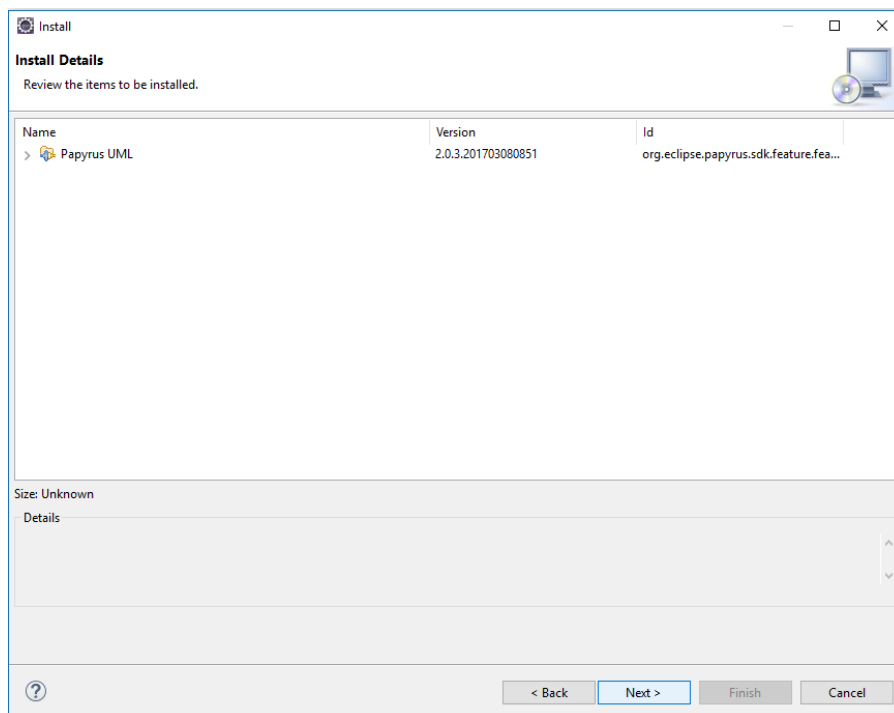 Install
Install Details
Review the items to be installed.
Name Version Id
Papyrus UML 2.0.3.201703080851 org.eclipse.papyrus.sdk.feature.fea...
Size: Unknown
Details
? < Back Next > Finish Cancel